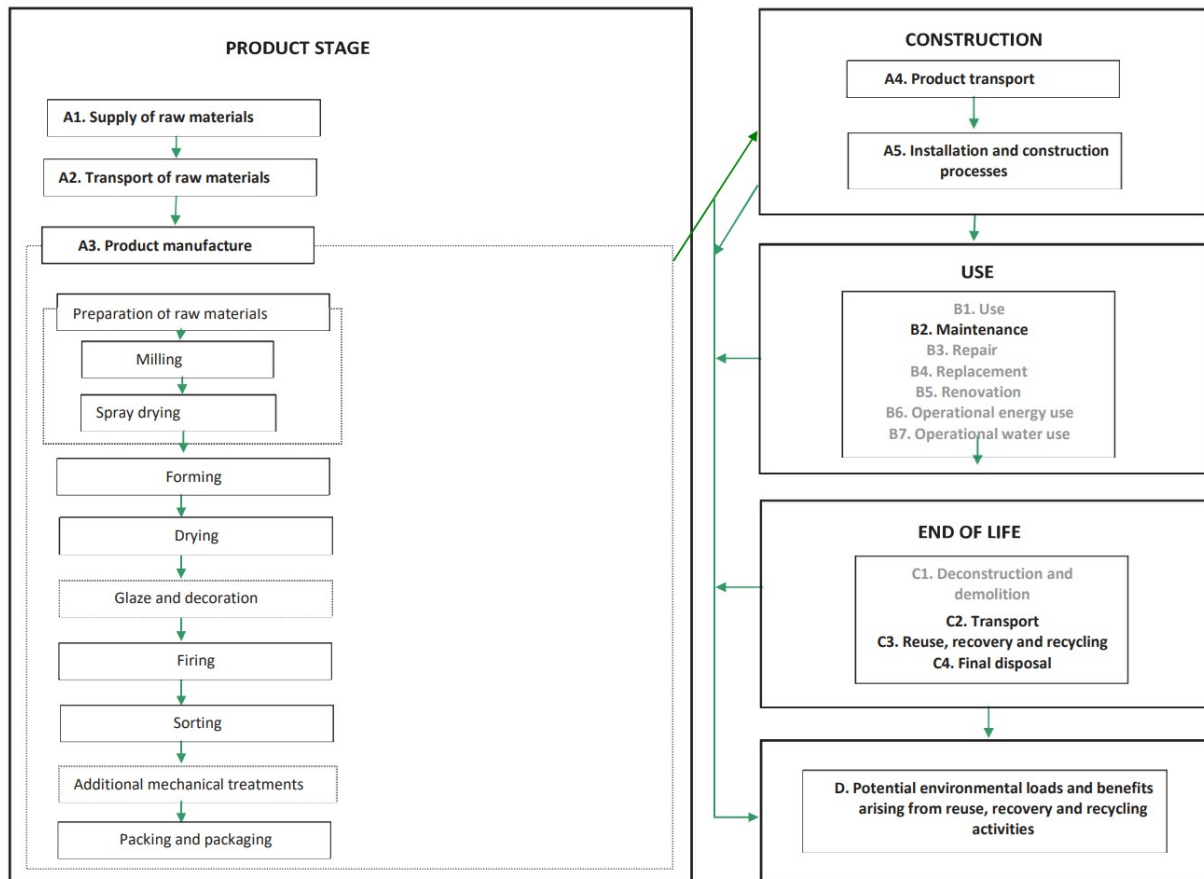 PRODUCT STAGE
A1. Supply of raw materials
A2. Transport of raw materials
A3. Product manufacture
Preparation of raw materials
Milling
Spray drying
Forming
Drying
Glaze and decoration
Firing
Sorting
Additional mechanical treatments
Packing and packaging
CONSTRUCTION
A4. Product transport
A5. Installation and construction
processes
USE
B1. Use
B2. Maintenance
B3. Repair
B4. Replacement
B5. Renovation
B6. Operational energy use
B7. Operational water use
END OF LIFE
C1. Deconstruction and
demolition
C2. Transport
C3. Reuse, recovery and recycling
C4. Final disposal
D. Potential environmental loads and benefits
arising from reuse, recovery and recycling
activities